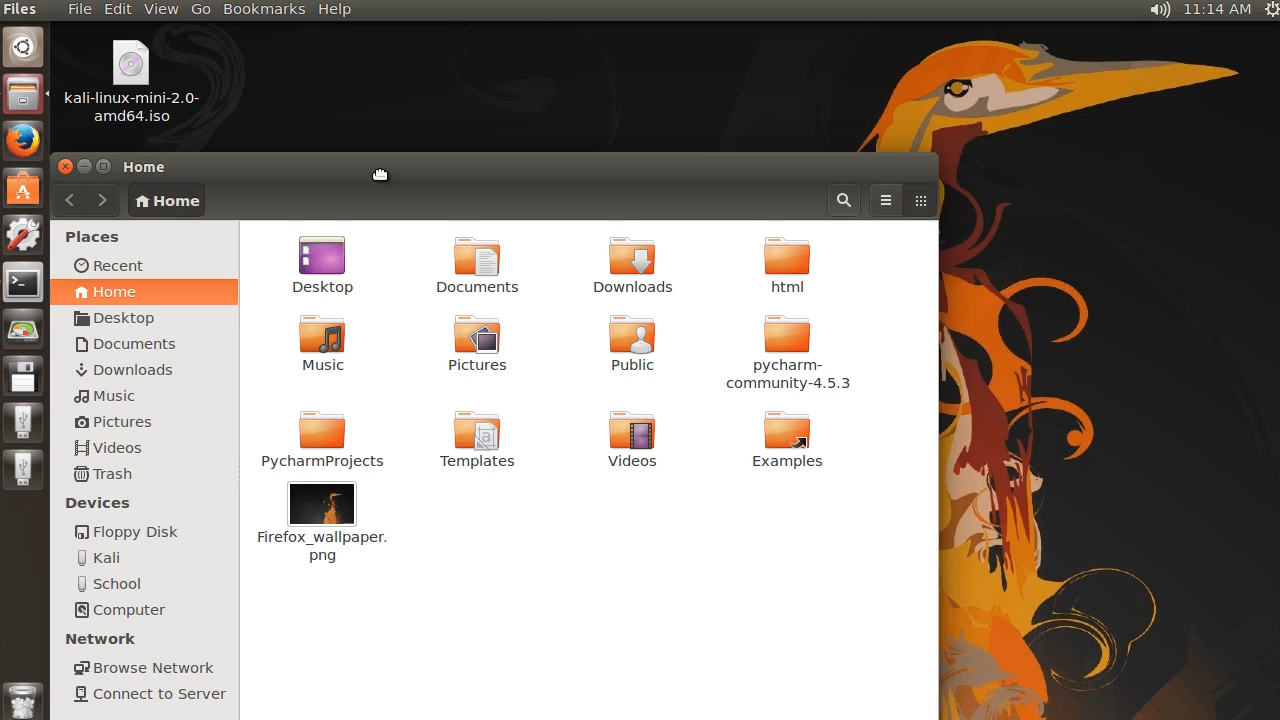 Files File Edit View Go Bookmarks Help 11:14 AM
kali-linux-mini-2.0-
amd64.iso
Home
Home
Places
Recent
Home
Desktop
Documents
Downloads
Music
Pictures
Videos
Trash
Devices
Floppy Disk
Kali
School
Computer
Network
Browse Network
Connect to Server
Desktop
Documents
Downloads
html
Music
Pictures
Public
pycharm-
community-4.5.3
PycharmProjects
Templates
Videos
Examples
Firefox_wallpaper.
png